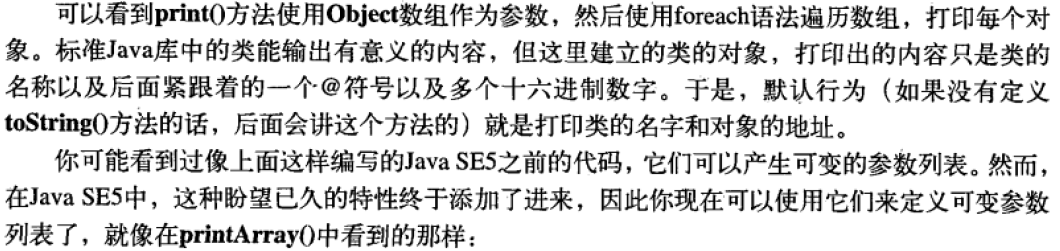 可以看到print()方法使用Object数组作为参数，然后使用foreach语法遍历数组，打印每个对
象。标准Java库中的类能输出有意义的内容，但这里建立的类的对象，打印出的内容只是类的
名称以及后面紧跟着的一个@符号以及多个十六进制数字。于是，默认行为（如果没有定义
toString()方法的话，后面会讲这个方法的）就是打印类的名字和对象的地址。
你可能看到过像上面这样编写的Java SE5之前的代码，它们可以产生可变的参数列表。然而，
在Java SE5中，这种盼望已久的特性终于添加了进来，因此你现在可以使用它们来定义可变参数
列表了，就像在printArray()中看到的那样：